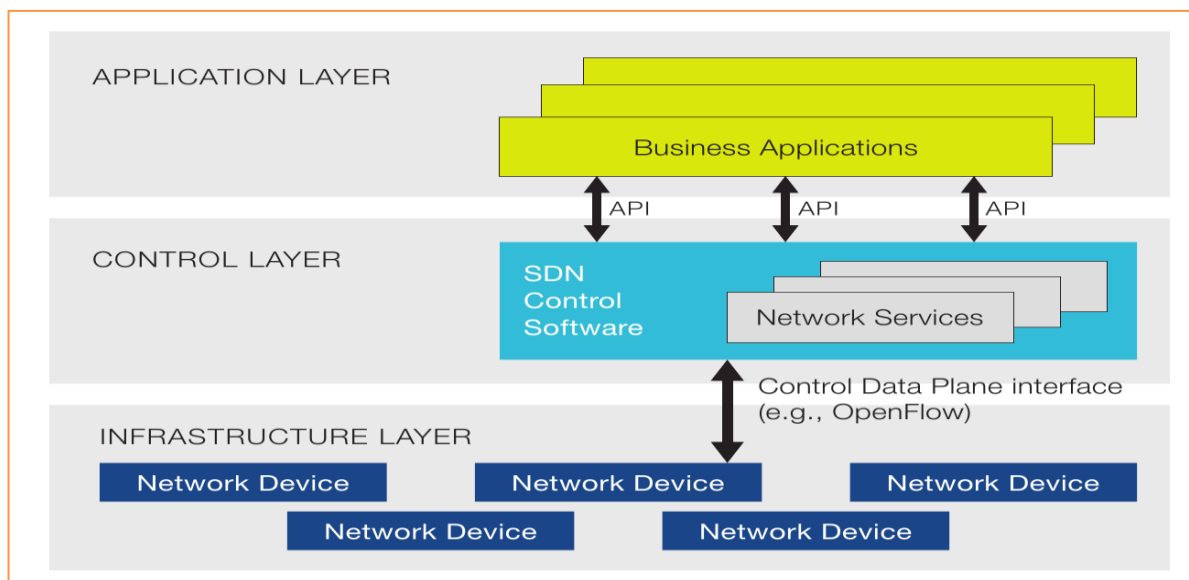 APPLICATION LAYER
Business Applications
API
API
API
CONTROL LAYER
SDN
Control
Software
Network Services
Control Data Plane interface
(e.g., OpenFlow)
INFRASTRUCTURE LAYER
Network Device
Network Device
Network Device
Network Device
Network Device